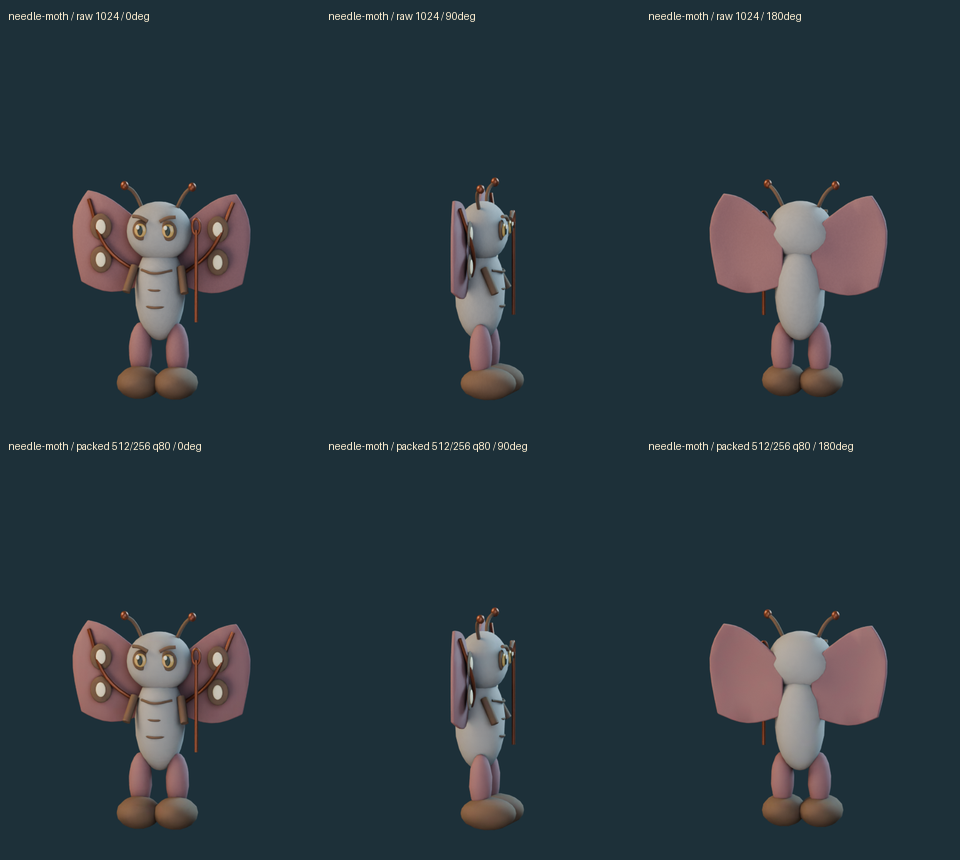 needle-moth / raw 1024 / 0deg
needle-moth / raw 1024 / 90deg
needle-moth / raw 1024 / 180deg
needle-moth / packed 512/256 q80 / 0deg
needle-moth / packed 512/256 q80 / 90deg
needle-moth / packed 512/256 q80 / 180deg